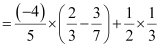 = (-4)/5 × (2/3 - 3/7) + 1/2 × 1/3